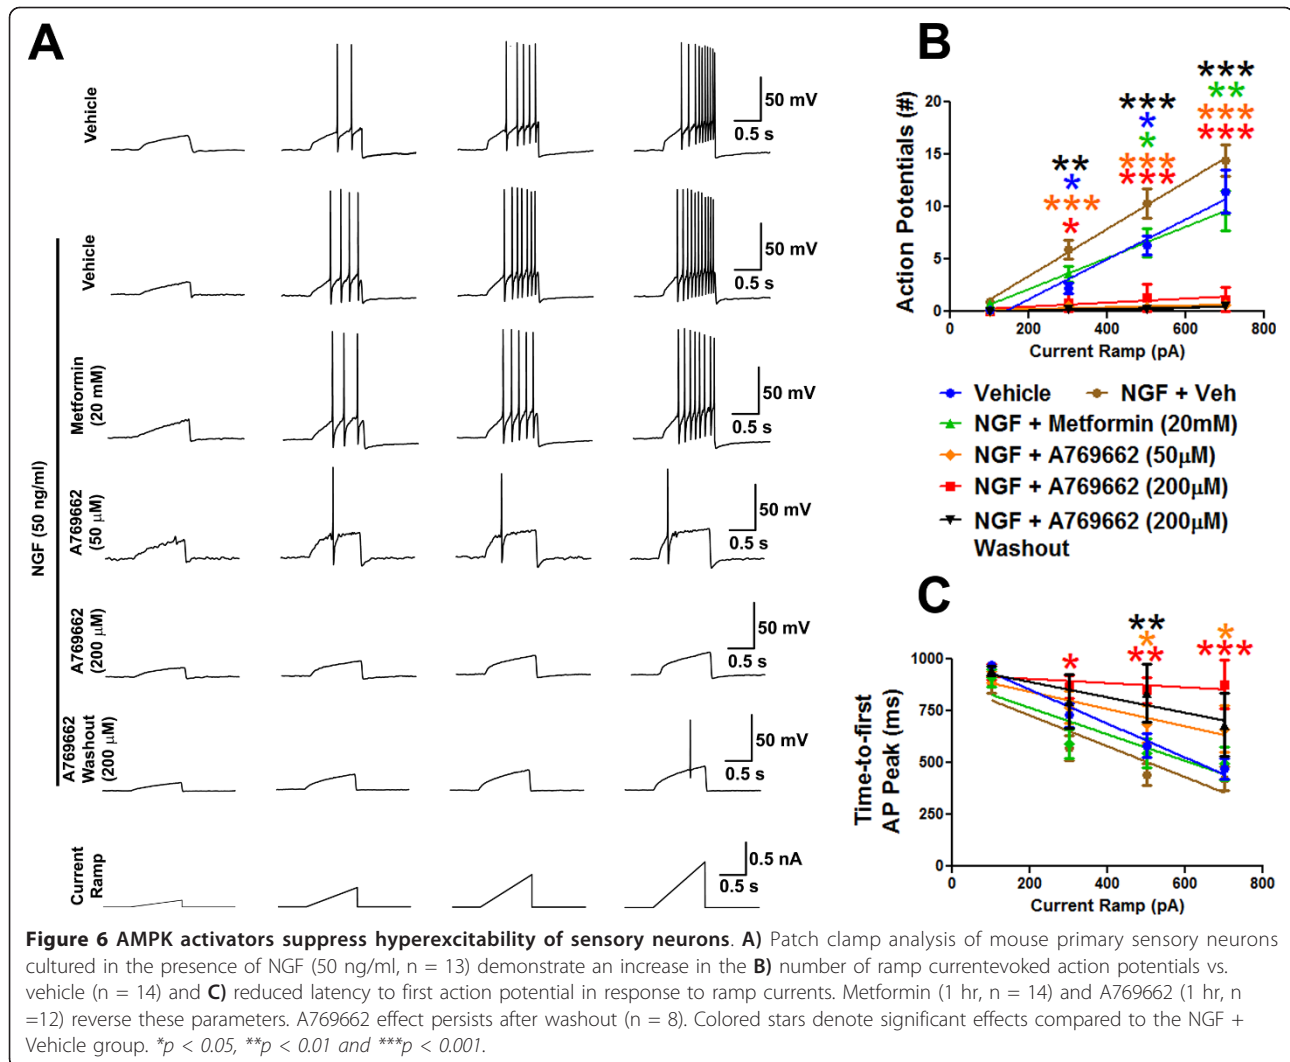 A
Vehicle
50 mV
0.5 s
NGF (50 ng/ml)
Vehicle
50 mV
0.5 s
Metformin
(20 mM)
50 mV
0.5 s
A769662
(50 µM)
50 mV
0.5 s
A769662
(200 µM)
50 mV
0.5 s
A769662
Washout
(200 µM)
50 mV
0.5 s
Current
Ramp
0.5 nA
0.5 s
B
***
**
***
***
***
*
*
***
***
**
*
***
*
Action Potentials (#)
20
15
10
5
0
0 200 400 600 800
Current Ramp (pA)
Vehicle NGF + Veh
NGF + Metformin (20mM)
NGF + A769662 (50µM)
NGF + A769662 (200µM)
NGF + A769662 (200µM)
Washout
C
**
* *
* ** ***
Time-to-first
AP Peak (ms)
1000
750
500
250
0
0 200 400 600 800
Current Ramp (pA)
Figure 6 AMPK activators suppress hyperexcitability of sensory neurons. A) Patch clamp analysis of mouse primary sensory neurons
cultured in the presence of NGF (50 ng/ml, n = 13) demonstrate an increase in the B) number of ramp currentevoked action potentials vs.
vehicle (n = 14) and C) reduced latency to first action potential in response to ramp currents. Metformin (1 hr, n = 14) and A769662 (1 hr, n
=12) reverse these parameters. A769662 effect persists after washout (n = 8). Colored stars denote significant effects compared to the NGF +
Vehicle group. *p < 0.05, **p < 0.01 and ***p < 0.001.